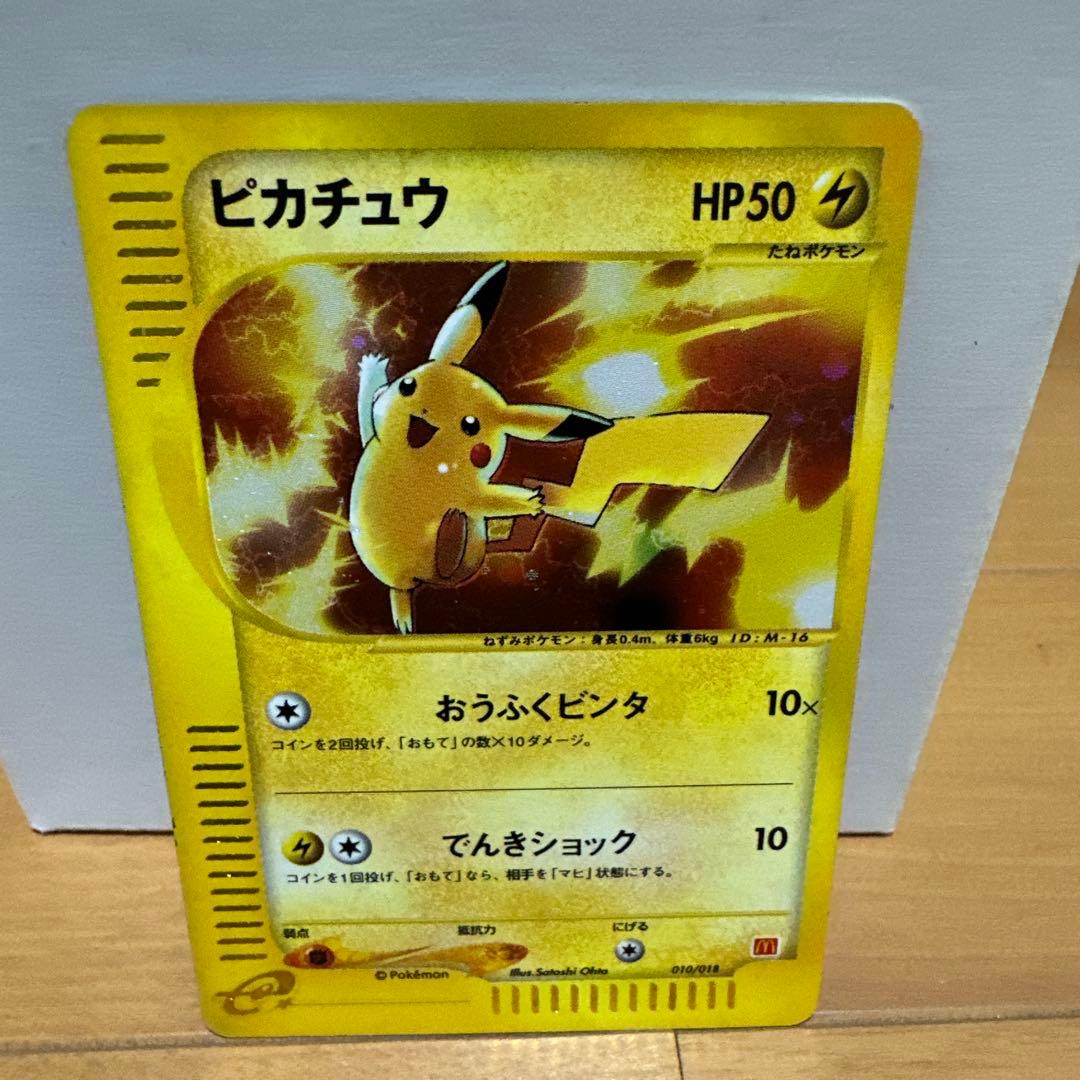 ピカチュウ HP50
たねポケモン
ねずみポケモン：身長0.4m、体重6kg ID：M-16
おうふくビンタ 10×
コインを2回投げ、「おもて」の数×10ダメージ。
でんきショック 10
コインを1回投げ、「おもて」なら、相手を「マヒ」状態にする。
弱点 抵抗力 にげる
© Pokémon Illus. Satoshi Ohta 010/018